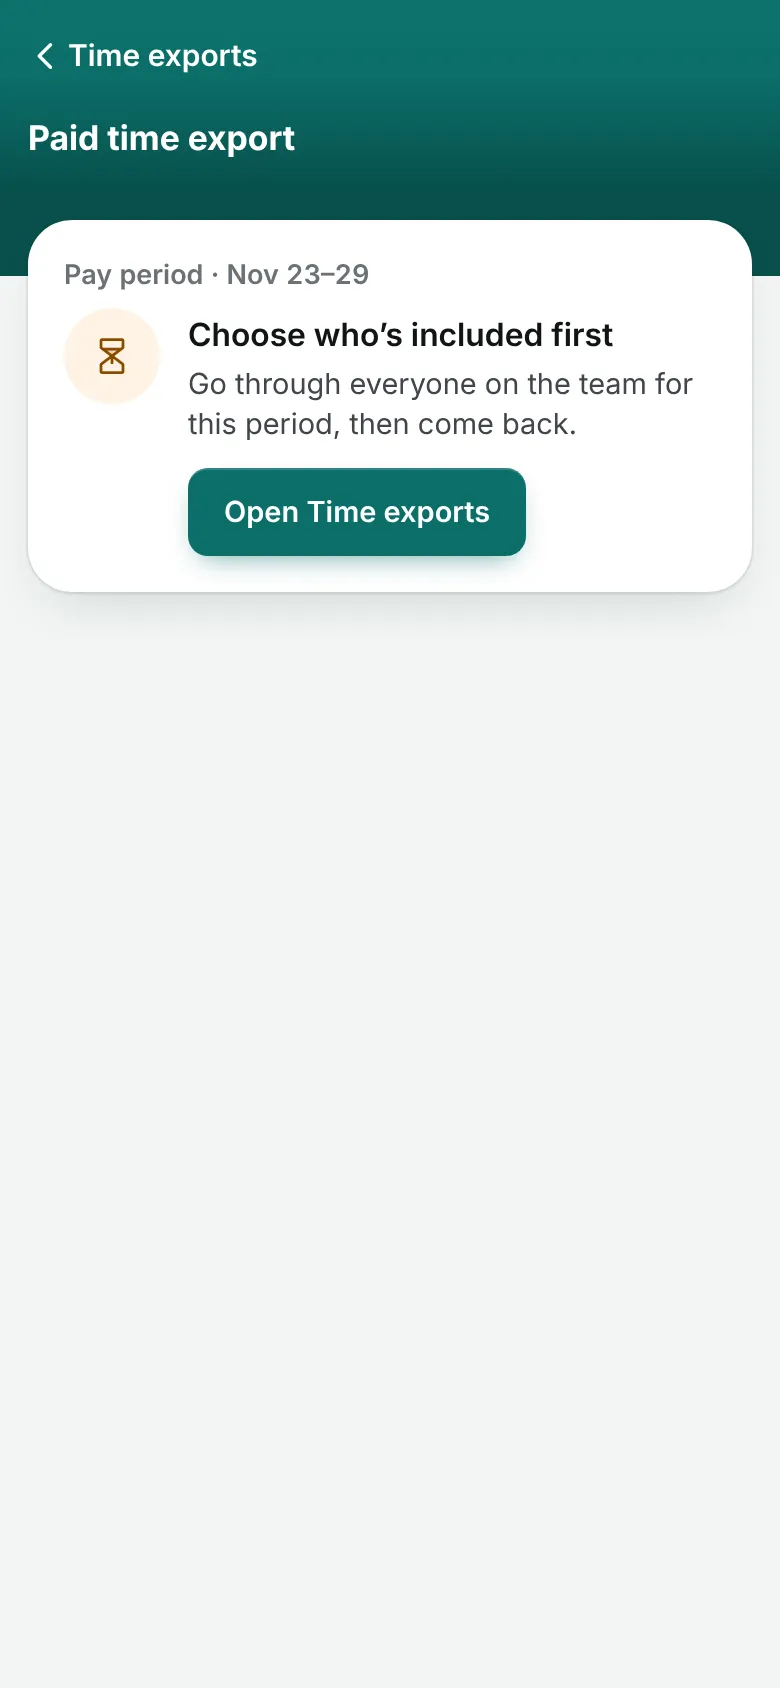 Time exports
Paid time export
Pay period · Nov 23–29
Choose who’s included first
Go through everyone on the team for
this period, then come back.
Open Time exports